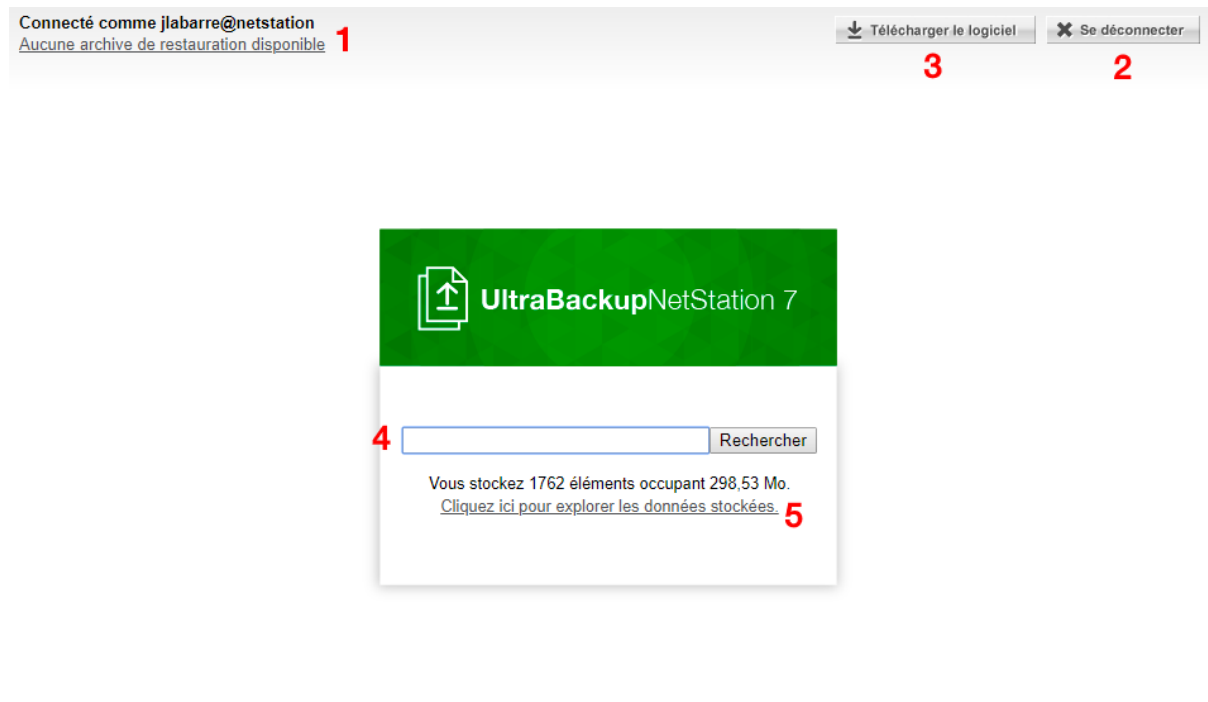 Connecté comme jlabarre@netstation
Aucune archive de restauration disponible 1
Télécharger le logiciel
Se déconnecter
3
2
UltraBackupNetStation 7
4
Rechercher
Vous stockez 1762 éléments occupant 298,53 Mo.
Cliquez ici pour explorer les données stockées. 5